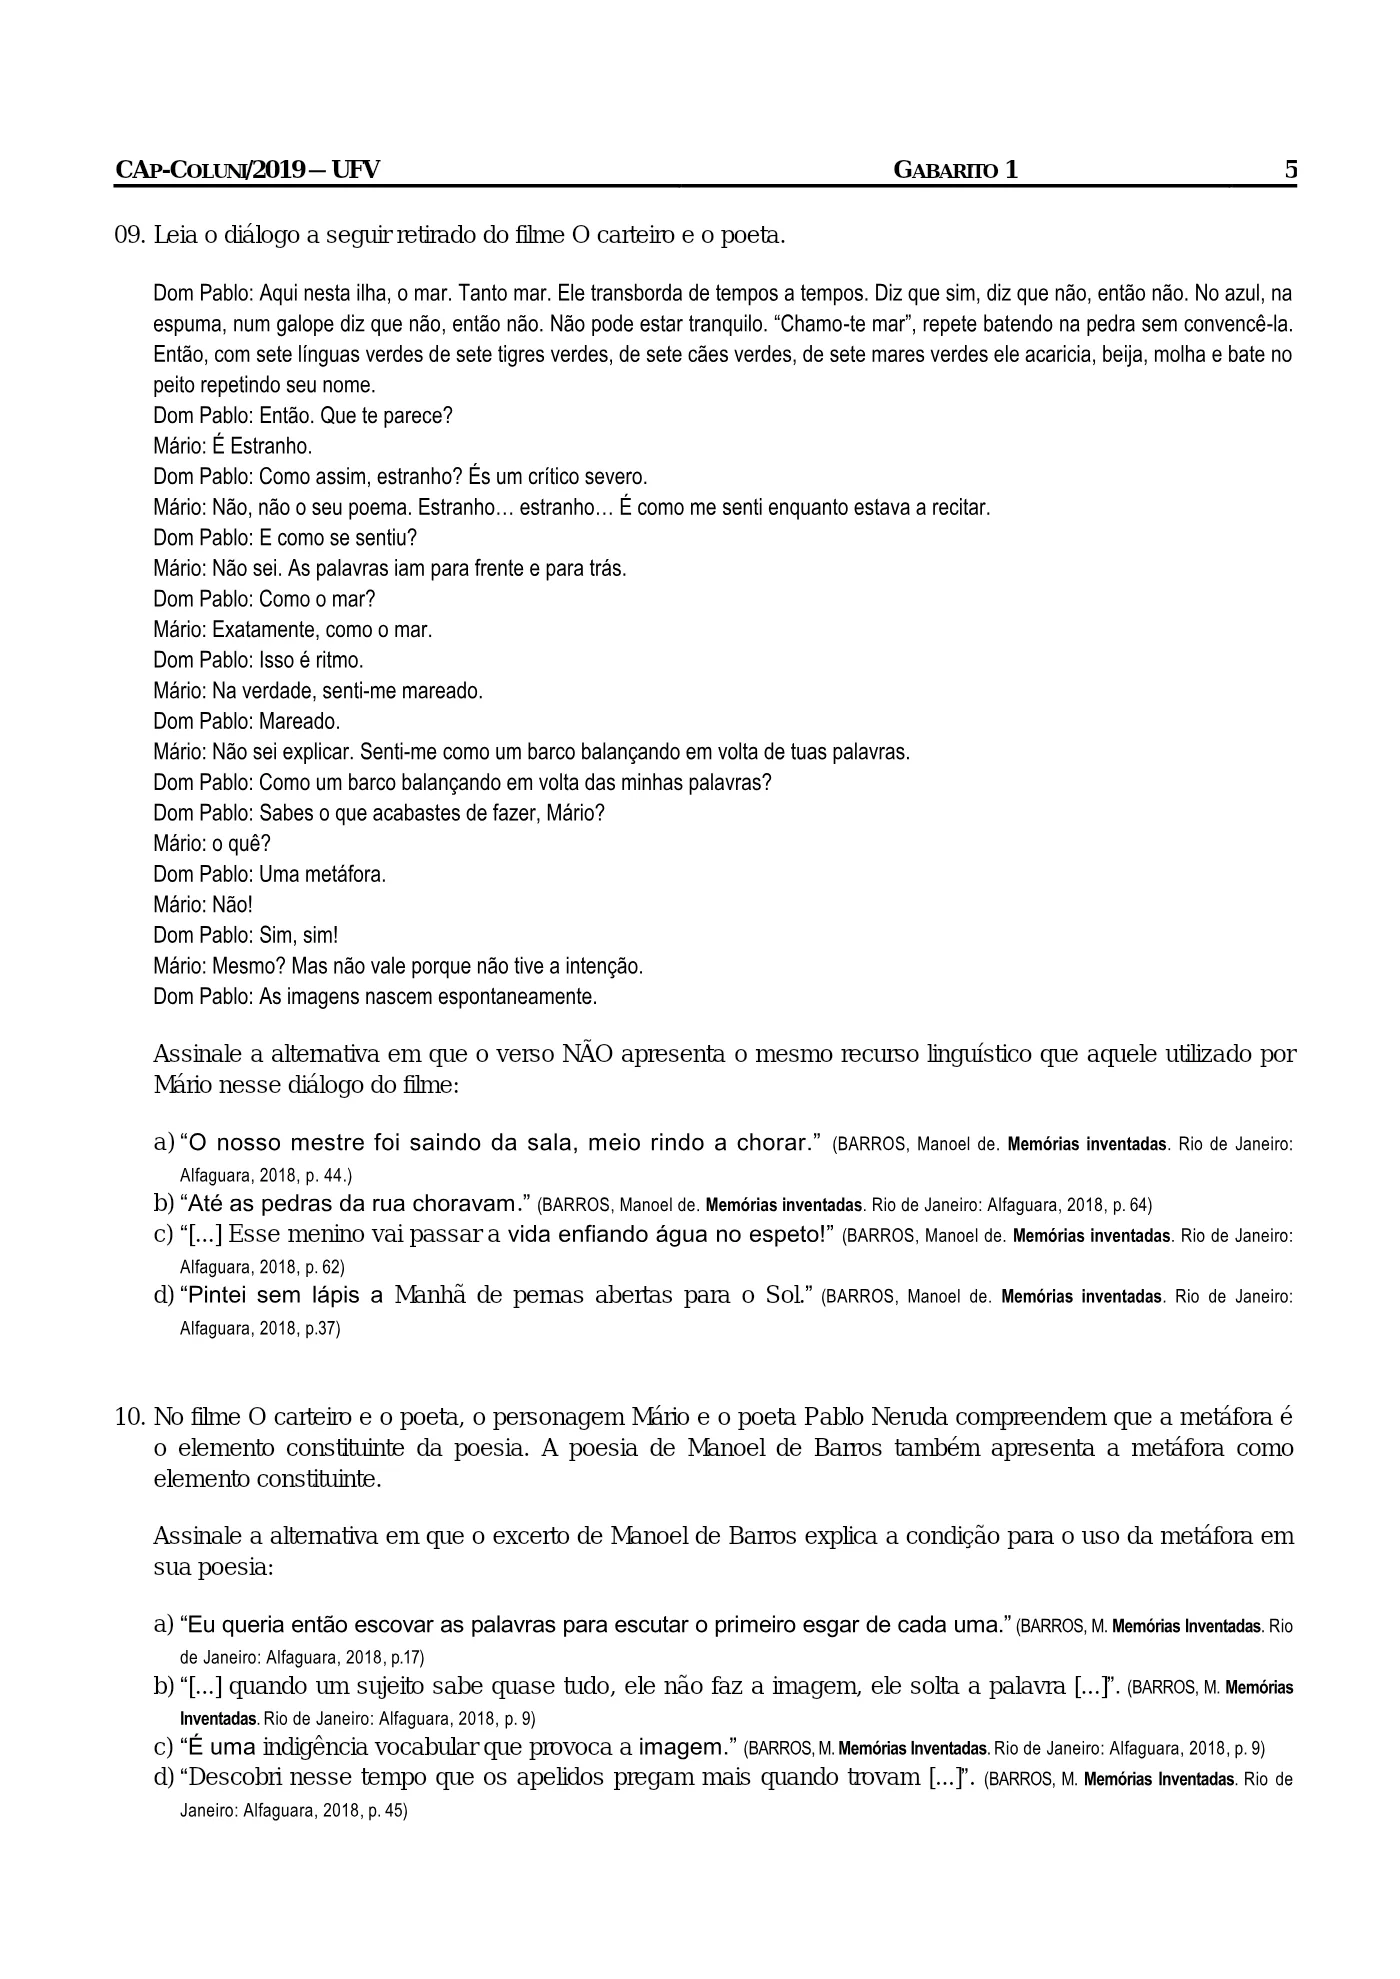 CAP-COLUNI/2019 – UFV GABARITO 1 5
09. Leia o diálogo a seguir retirado do filme O carteiro e o poeta.
Dom Pablo: Aqui nesta ilha, o mar. Tanto mar. Ele transborda de tempos a tempos. Diz que sim, diz que não, então não. No azul, na
espuma, num galope diz que não, então não. Não pode estar tranquilo. “Chamo-te mar”, repete batendo na pedra sem convencê-la.
Então, com sete línguas verdes de sete tigres verdes, de sete cães verdes, de sete mares verdes ele acaricia, beija, molha e bate no
peito repetindo seu nome.
Dom Pablo: Então. Que te parece?
Mário: É Estranho.
Dom Pablo: Como assim, estranho? És um crítico severo.
Mário: Não, não o seu poema. Estranho… estranho… É como me senti enquanto estava a recitar.
Dom Pablo: E como se sentiu?
Mário: Não sei. As palavras iam para frente e para trás.
Dom Pablo: Como o mar?
Mário: Exatamente, como o mar.
Dom Pablo: Isso é ritmo.
Mário: Na verdade, senti-me mareado.
Dom Pablo: Mareado.
Mário: Não sei explicar. Senti-me como um barco balançando em volta de tuas palavras.
Dom Pablo: Como um barco balançando em volta das minhas palavras?
Dom Pablo: Sabes o que acabastes de fazer, Mário?
Mário: o quê?
Dom Pablo: Uma metáfora.
Mário: Não!
Dom Pablo: Sim, sim!
Mário: Mesmo? Mas não vale porque não tive a intenção.
Dom Pablo: As imagens nascem espontaneamente.
Assinale a alternativa em que o verso NÃO apresenta o mesmo recurso linguístico que aquele utilizado por
Mário nesse diálogo do filme:
a) “O nosso mestre foi saindo da sala, meio rindo a chorar.” (BARROS, Manoel de. Memórias inventadas. Rio de Janeiro:
Alfaguara, 2018, p. 44.)
b) “Até as pedras da rua choravam.” (BARROS, Manoel de. Memórias inventadas. Rio de Janeiro: Alfaguara, 2018, p. 64)
c) “[...] Esse menino vai passar a vida enfiando água no espeto!” (BARROS, Manoel de. Memórias inventadas. Rio de Janeiro:
Alfaguara, 2018, p. 62)
d) “Pintei sem lápis a Manhã de pernas abertas para o Sol.” (BARROS, Manoel de. Memórias inventadas. Rio de Janeiro:
Alfaguara, 2018, p.37)
10. No filme O carteiro e o poeta, o personagem Mário e o poeta Pablo Neruda compreendem que a metáfora é
o elemento constituinte da poesia. A poesia de Manoel de Barros também apresenta a metáfora como
elemento constituinte.
Assinale a alternativa em que o excerto de Manoel de Barros explica a condição para o uso da metáfora em
sua poesia:
a) “Eu queria então escovar as palavras para escutar o primeiro esgar de cada uma.” (BARROS, M. Memórias Inventadas. Rio
de Janeiro: Alfaguara, 2018, p.17)
b) “[...] quando um sujeito sabe quase tudo, ele não faz a imagem, ele solta a palavra [...]”. (BARROS, M. Memórias
Inventadas. Rio de Janeiro: Alfaguara, 2018, p. 9)
c) “É uma indigência vocabular que provoca a imagem.” (BARROS, M. Memórias Inventadas. Rio de Janeiro: Alfaguara, 2018, p. 9)
d) “Descobri nesse tempo que os apelidos pregam mais quando trovam [...]”. (BARROS, M. Memórias Inventadas. Rio de
Janeiro: Alfaguara, 2018, p. 45)